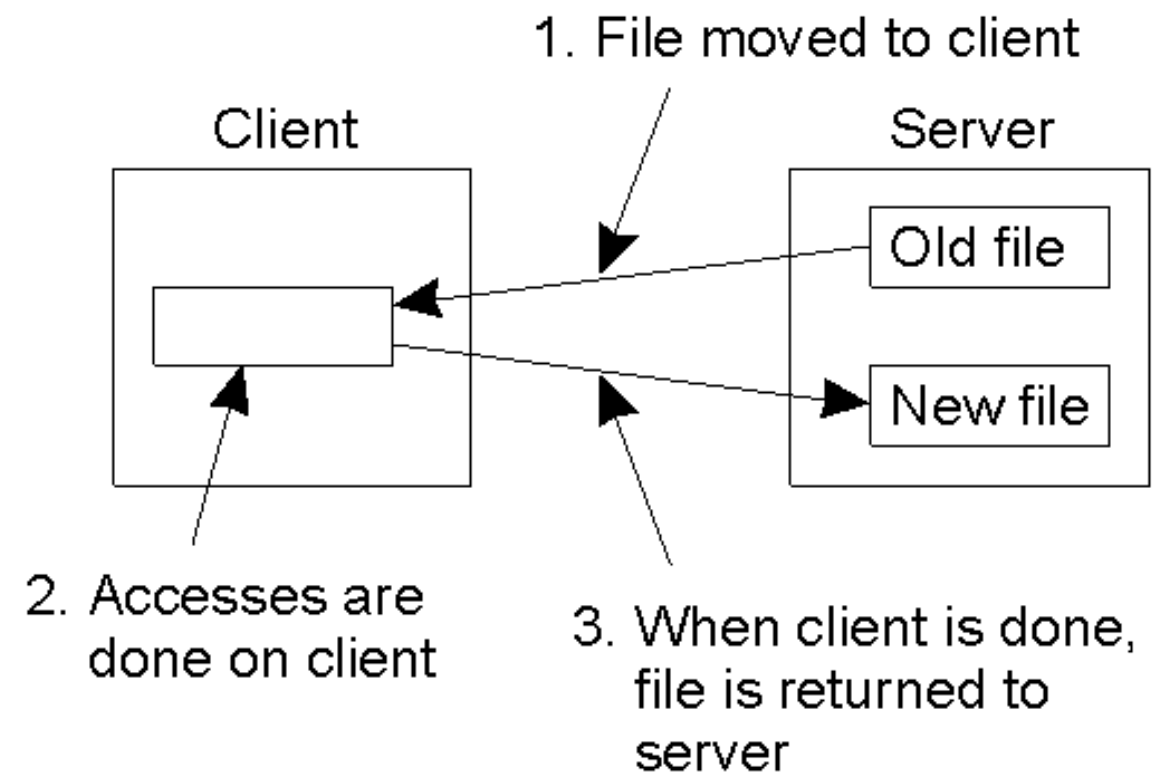 1. File moved to client
Client
Server
Old file
New file
2. Accesses are
done on client
3. When client is done,
file is returned to
server